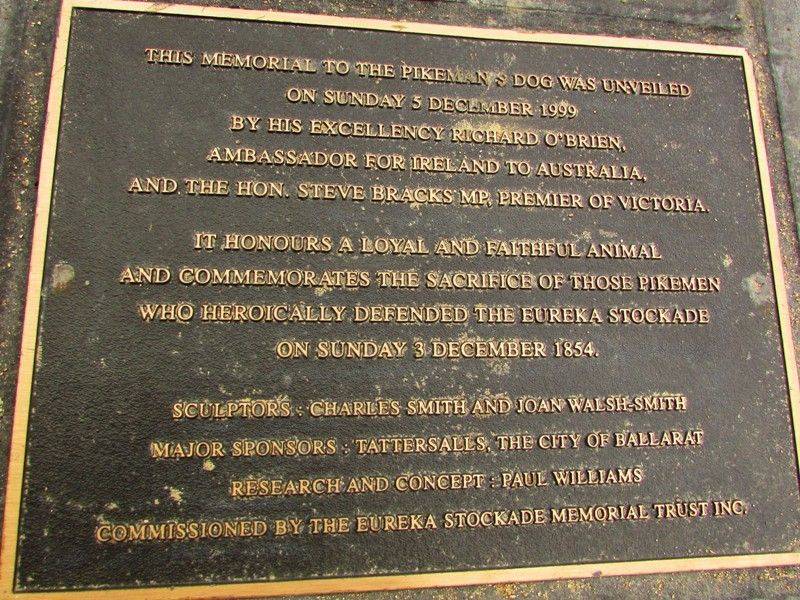 THIS MEMORIAL TO THE PIKEMAN'S DOG WAS UNVEILED
ON SUNDAY 5 DECEMBER 1999
BY HIS EXCELLENCY RICHARD O'BRIEN,
AMBASSADOR FOR IRELAND TO AUSTRALIA,
AND THE HON. STEVE BRACKS MP, PREMIER OF VICTORIA.
IT HONOURS A LOYAL AND FAITHFUL ANIMAL
AND COMMEMORATES THE SACRIFICE OF THOSE PIKEMEN
WHO HEROICALLY DEFENDED THE EUREKA STOCKADE
ON SUNDAY 3 DECEMBER 1854.
SCULPTORS : CHARLES SMITH AND JOAN WALSH-SMITH
MAJOR SPONSORS : TATTERSALLS, THE CITY OF BALLARAT
RESEARCH AND CONCEPT : PAUL WILLIAMS
COMMISSIONED BY THE EUREKA STOCKADE MEMORIAL TRUST INC.